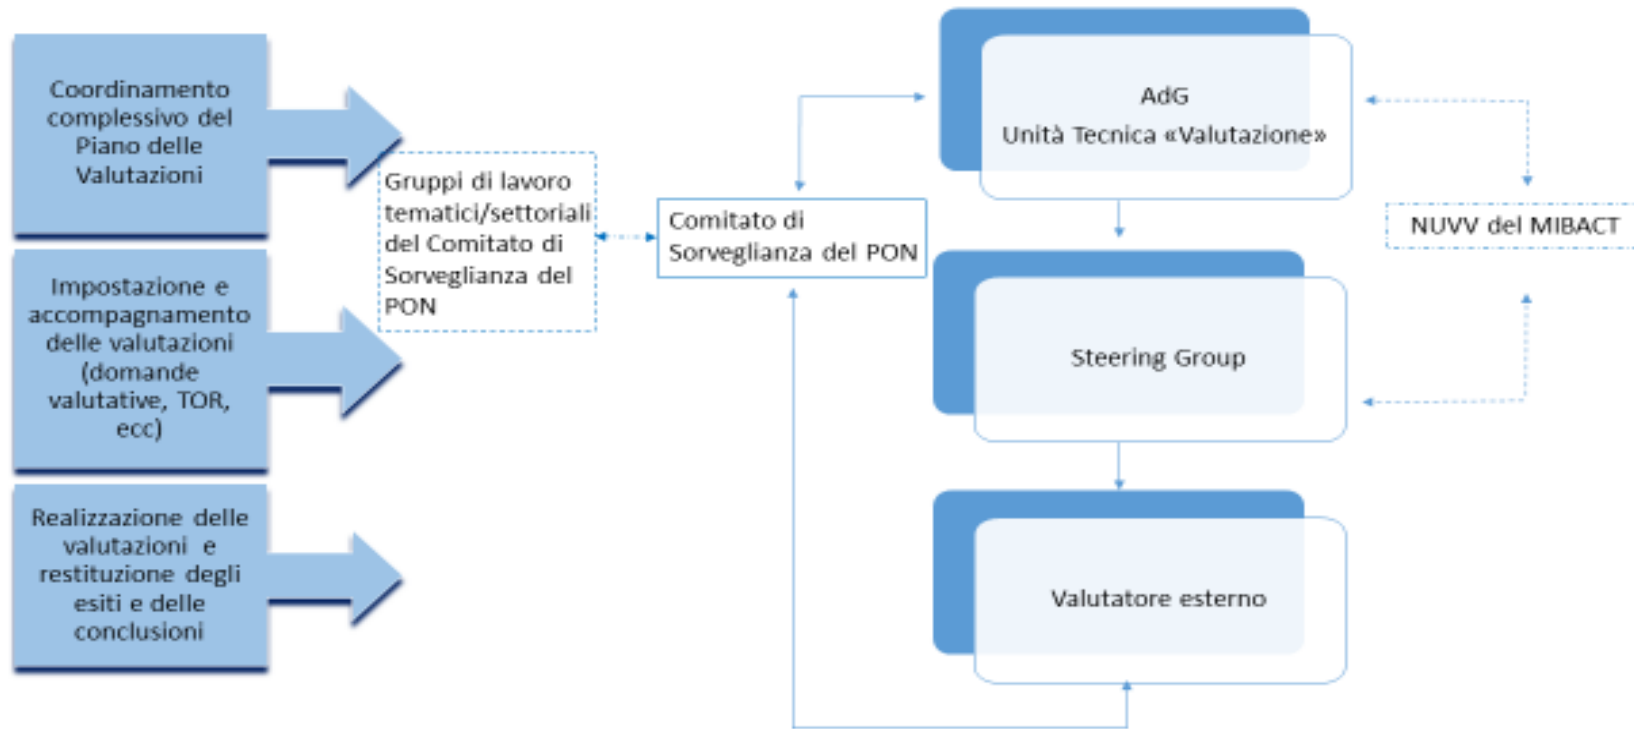 Coordinamento
complessivo del
Piano delle
Valutazioni
Impostazione e
accompagnamento
delle valutazioni
(domande
valutative, TOR,
ecc)
Realizzazione delle
valutazioni e
restituzione degli
esiti e delle
conclusioni
Gruppi di lavoro
tematici/settoriali
del Comitato di
Sorveglianza del
PON
Comitato di
Sorveglianza del PON
AdG
Unità Tecnica «Valutazione»
Steering Group
Valutatore esterno
NUVV del MIBACT